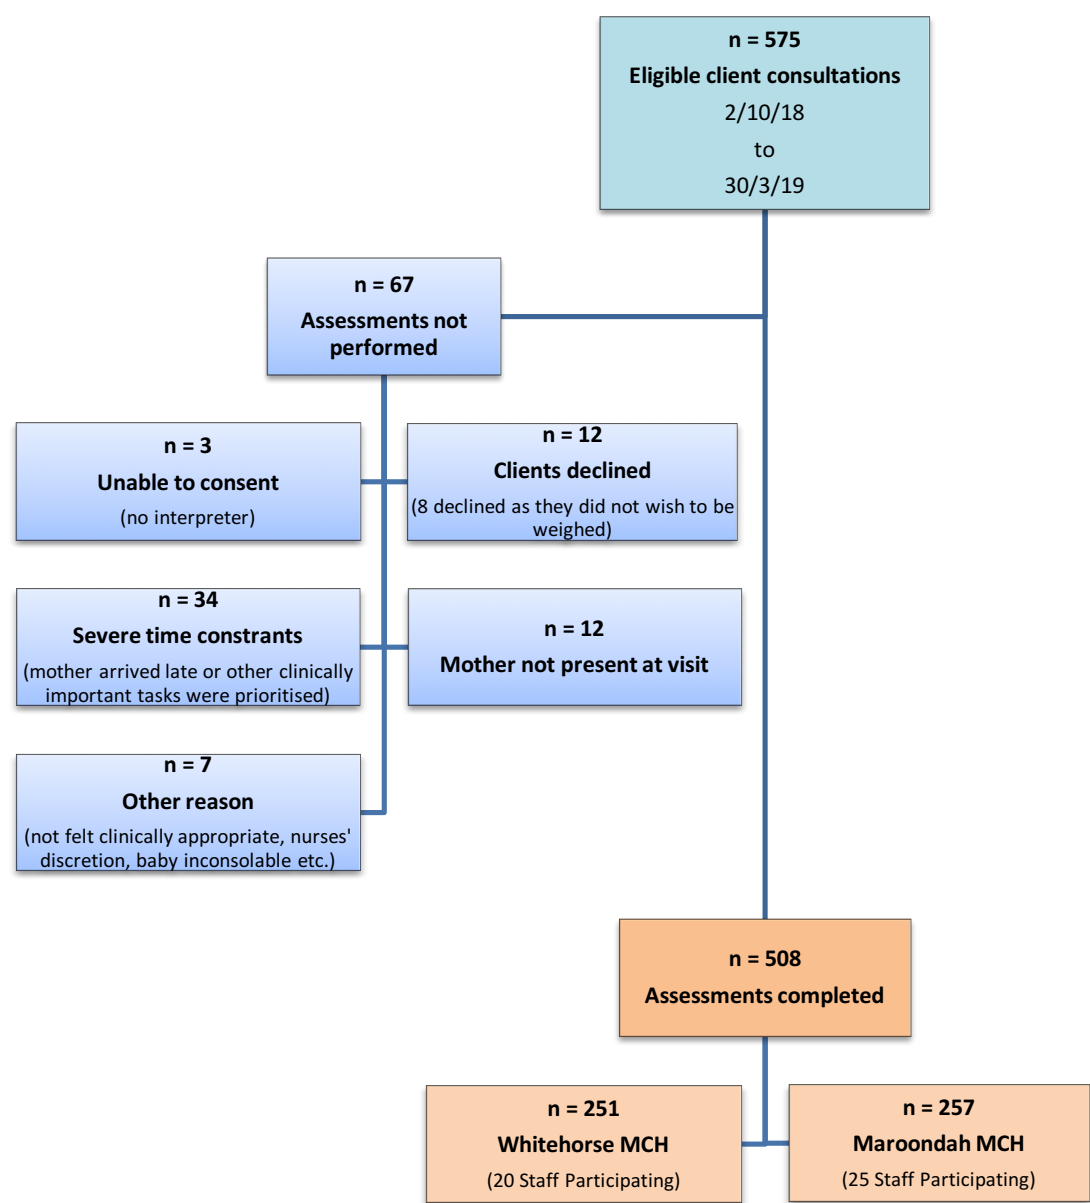 n = 575
Eligible client consultations
2/10/18
to
30/3/19
n = 67
Assessments not
performed
n = 3
Unable to consent
(no interpreter)
n = 12
Clients declined
(8 declined as they did not wish to be
weighed)
n = 34
Severe time constrants
(mother arrived late or other clinically
important tasks were prioritised)
n = 12
Mother not present at visit
n = 7
Other reason
(not felt clinically appropriate, nurses'
discretion, baby inconsolable etc.)
n = 508
Assessments completed
n = 251
Whitehorse MCH
(20 Staff Participating)
n = 257
Maroondah MCH
(25 Staff Participating)